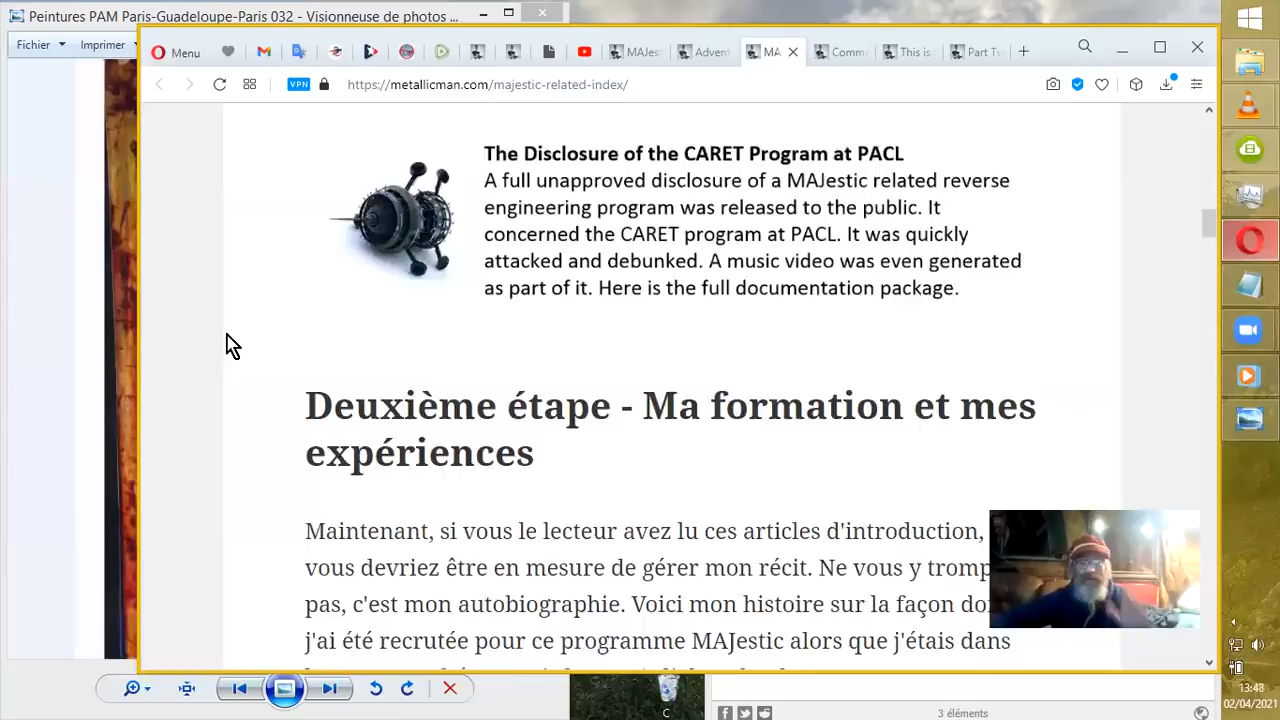 Peintures PAM Paris-Guadeloupe-Paris 032 - Visionneuse de photos ...
Fichier Imprimer
Menu
MAJes
Advent
MA
Comm
This is
Part Tv
VPN https://metallicman.com/majestic-related-index/
The Disclosure of the CARET Program at PACL
A full unapproved disclosure of a MAJestic related reverse
engineering program was released to the public. It
concerned the CARET program at PACL. It was quickly
attacked and debunked. A music video was even generated
as part of it. Here is the full documentation package.
Deuxième étape - Ma formation et mes
expériences
Maintenant, si vous le lecteur avez lu ces articles d'introduction,
vous devriez être en mesure de gérer mon récit. Ne vous y tromp
pas, c'est mon autobiographie. Voici mon histoire sur la façon do
j'ai été recrutée pour ce programme MAJestic alors que j'étais dans
C
3 éléments
13:48
02/04/2021